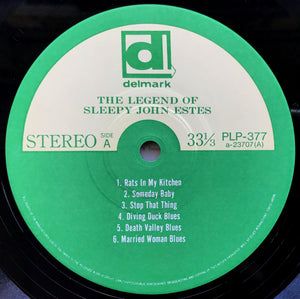 d
delmark
THE LEGEND OF
SLEEPY JOHN ESTES
STEREO SIDE A 33⅓ PLP-377
a-23707(A)
1. Rats In My Kitchen
2. Someday Baby
3. Stop That Thing
4. Diving Duck Blues
5. Death Valley Blues
6. Married Woman Blues